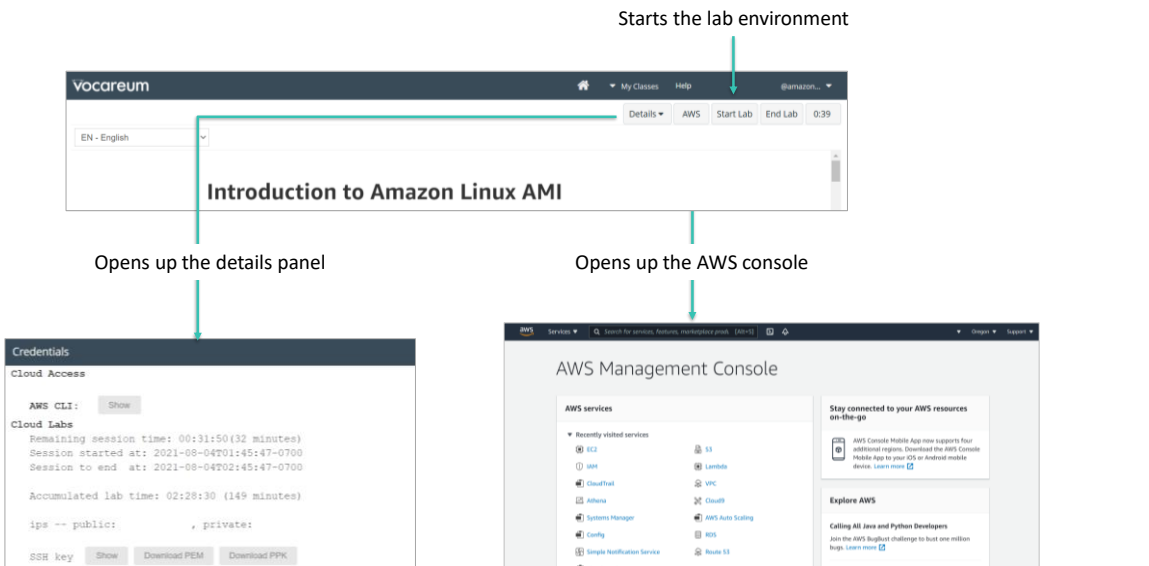 Starts the lab environment
vocareum
My Classes Help @amazon...
Details AWS Start Lab End Lab 0:39
EN - English
Introduction to Amazon Linux AMI
Opens up the details panel
Opens up the AWS console
Credentials
Cloud Access
AWS CLI: Show
Cloud Labs
Remaining session time: 00:31:50(32 minutes)
Session started at: 2021-08-04T01:45:47-0700
Session to end at: 2021-08-04T02:45:47-0700
Accumulated lab time: 02:28:30 (149 minutes)
ips -- public: , private:
SSH key Show Download PEM Download PPK
aws Services Search for services, features, marketplace produ [Alt+S] Oregon Support
AWS Management Console
AWS services
Recently visited services
EC2
S3
IAM
Lambda
CloudTrail
VPC
Athena
Cloud9
Systems Manager
AWS Auto Scaling
Config
RDS
Simple Notification Service
Route 53
Stay connected to your AWS resources
on-the-go
AWS Console Mobile App now supports four
additional regions. Download the AWS Console
Mobile App to your iOS or Android mobile
device. Learn more
Explore AWS
Calling All Java and Python Developers
Join the AWS BugBust challenge to bust one million
bugs. Learn more